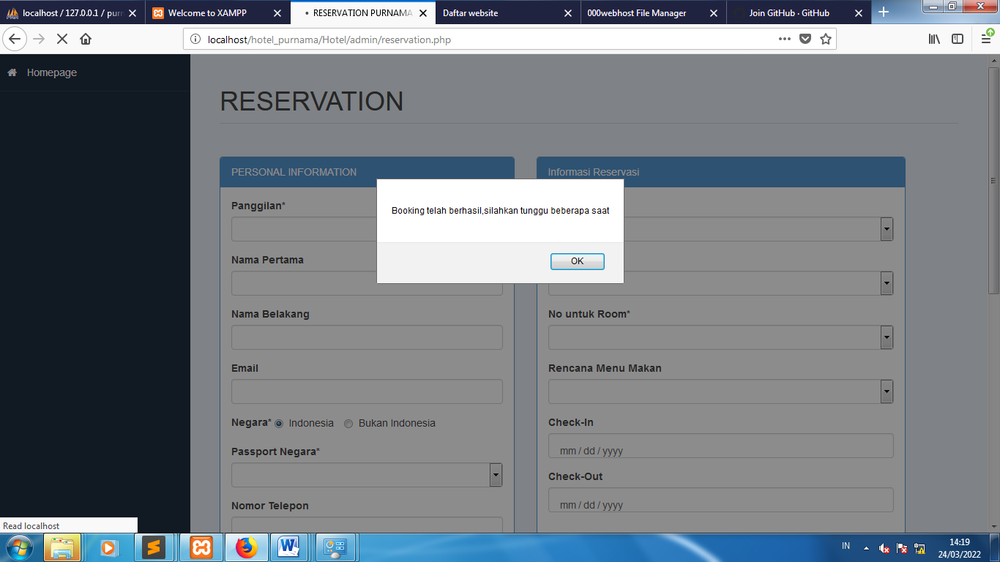 localhost / 127.0.0.1 / purn
Welcome to XAMPP
RESERVATION PURNAMA
Daftar website
000webhost File Manager
Join GitHub · GitHub
localhost/hotel_purnama/Hotel/admin/reservation.php
Homepage
RESERVATION
PERSONAL INFORMATION
Informasi Reservasi
Booking telah berhasil,silahkan tunggu beberapa saat
OK
Panggilan*
Nama Pertama
Nama Belakang
No untuk Room*
Email
Rencana Menu Makan
Negara* Indonesia Bukan Indonesia
Check-In
mm / dd / yyyy
Passport Negara*
Check-Out
mm / dd / yyyy
Nomor Telepon
Read localhost
IN
14:19
24/03/2022